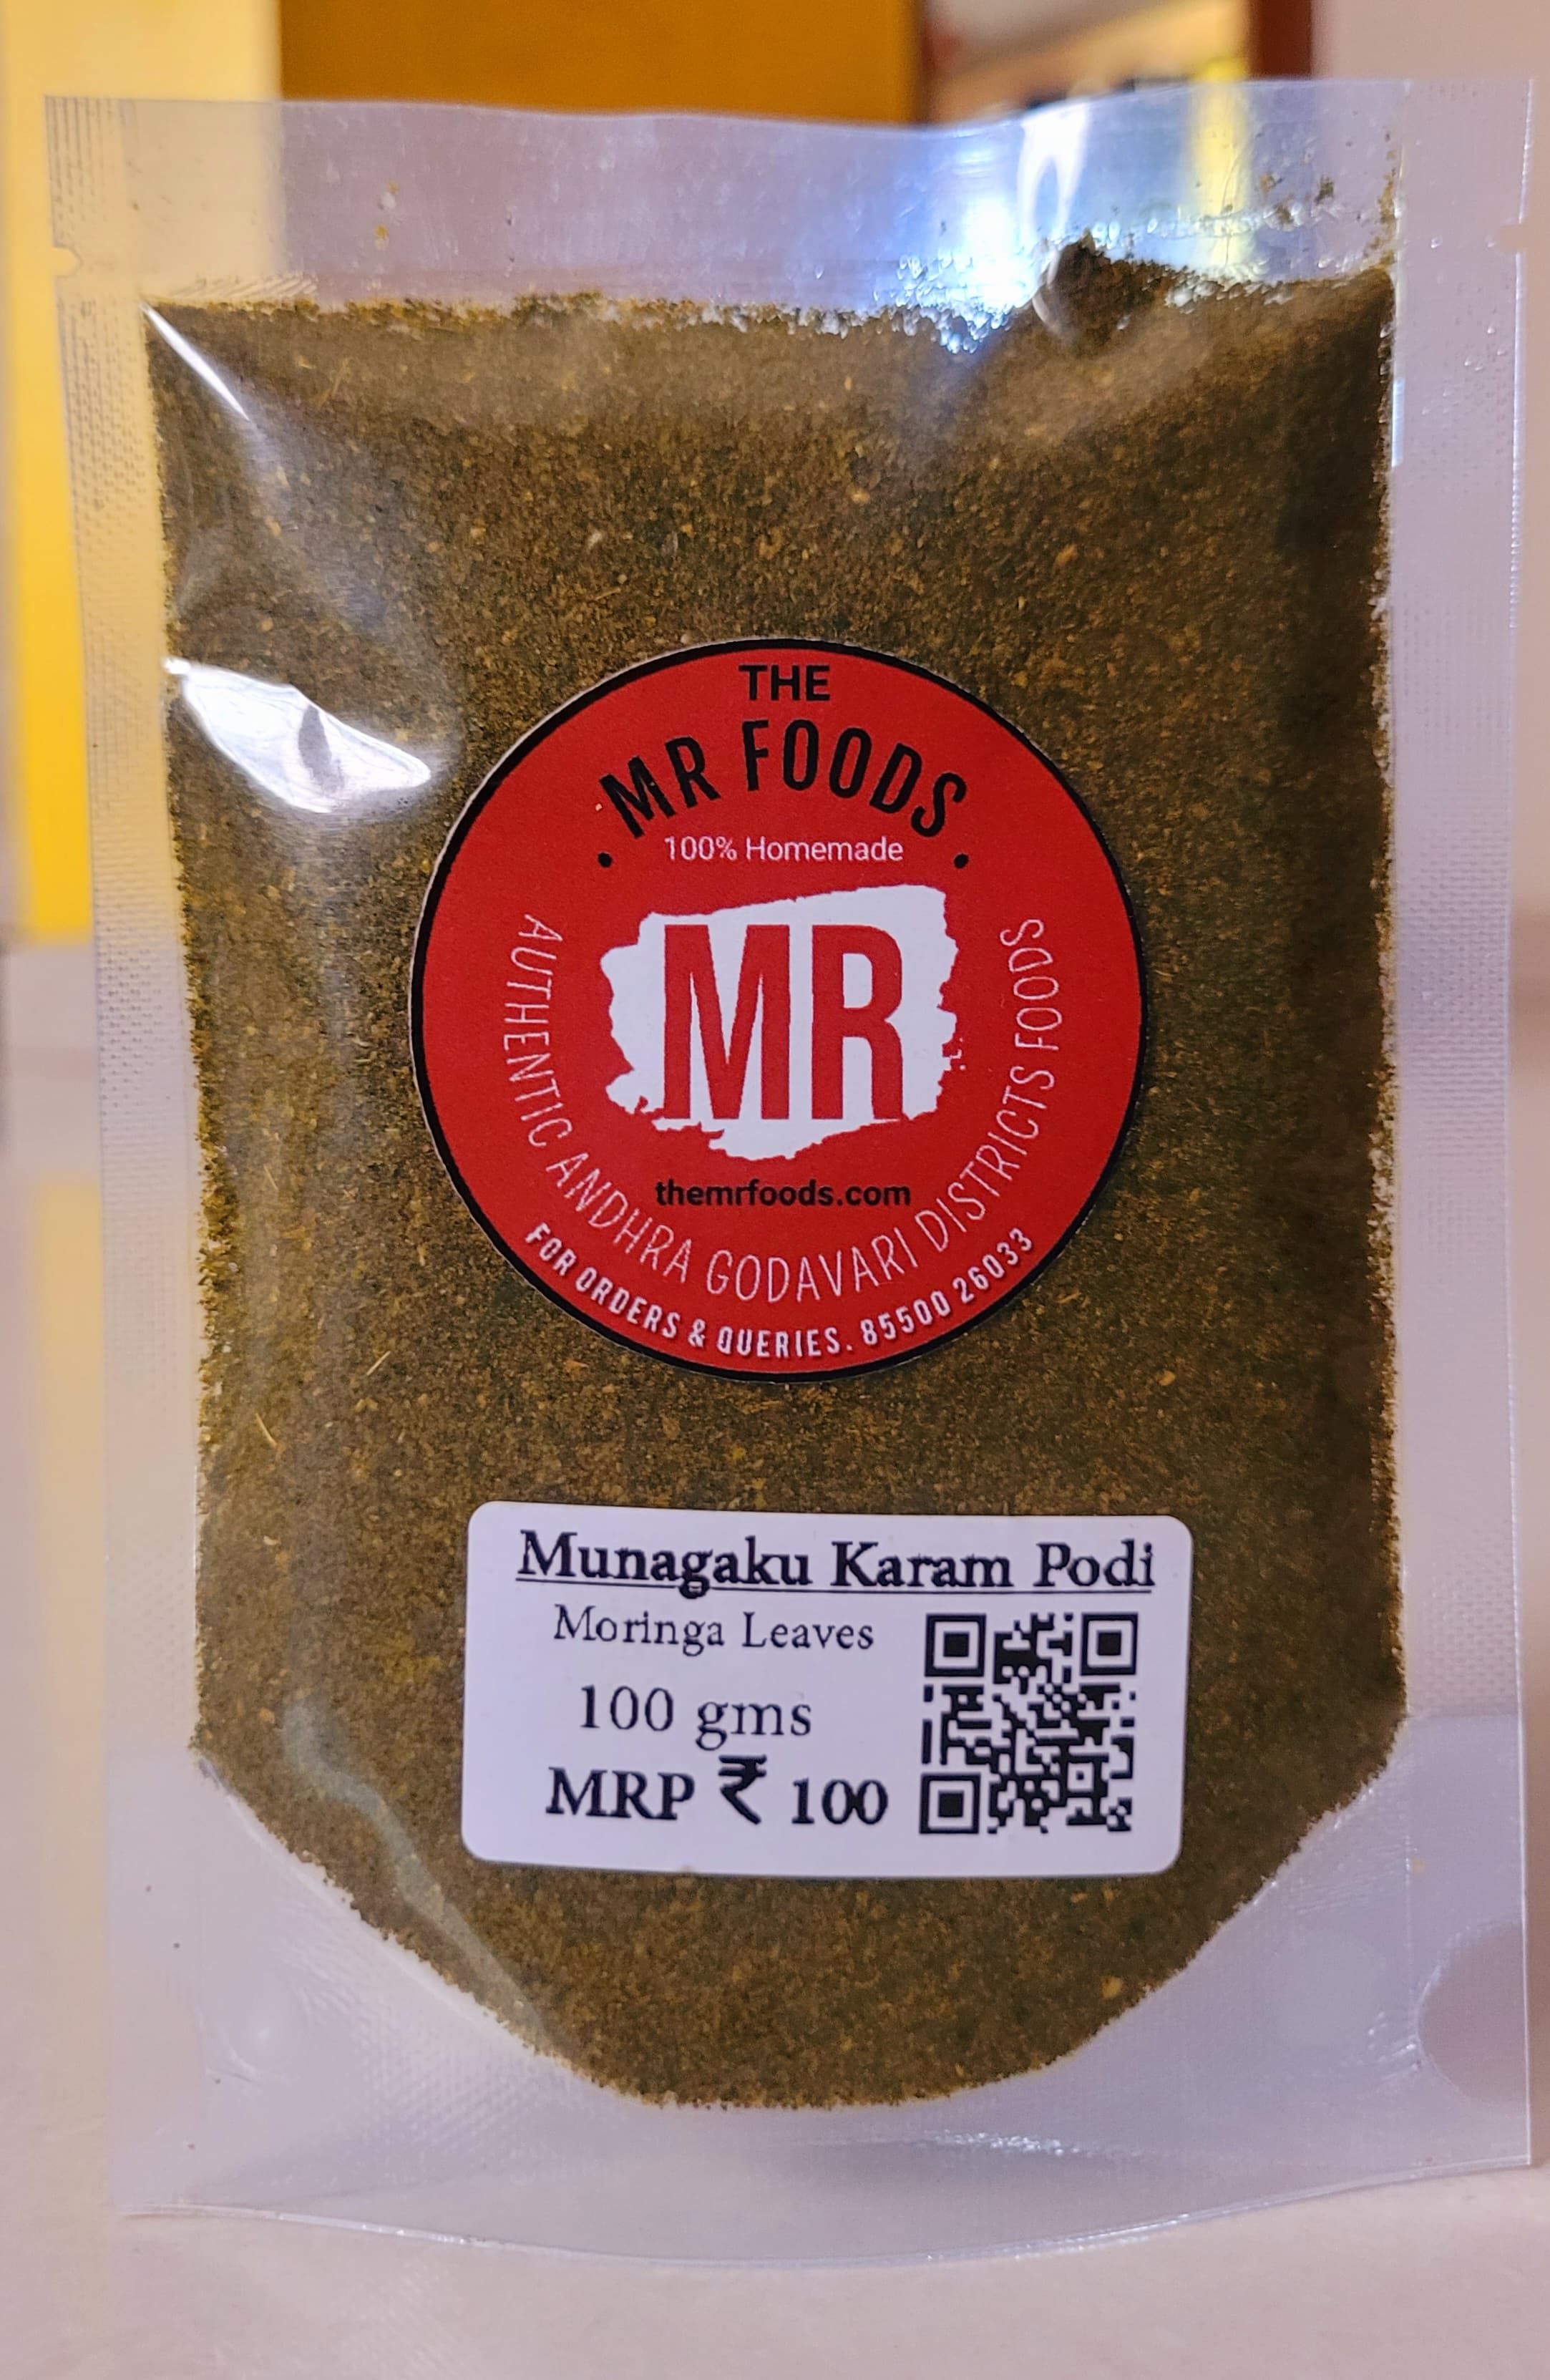 THE
MR FOODS
100% Homemade
MR
themrfoods.com
AUTHENTIC ANDHRA GODAVARI DISTRICTS FOODS
FOR ORDERS & QUERIES. 85500 26033
Munagaku Karam Podi
Moringa Leaves
100 gms
MRP ₹ 100